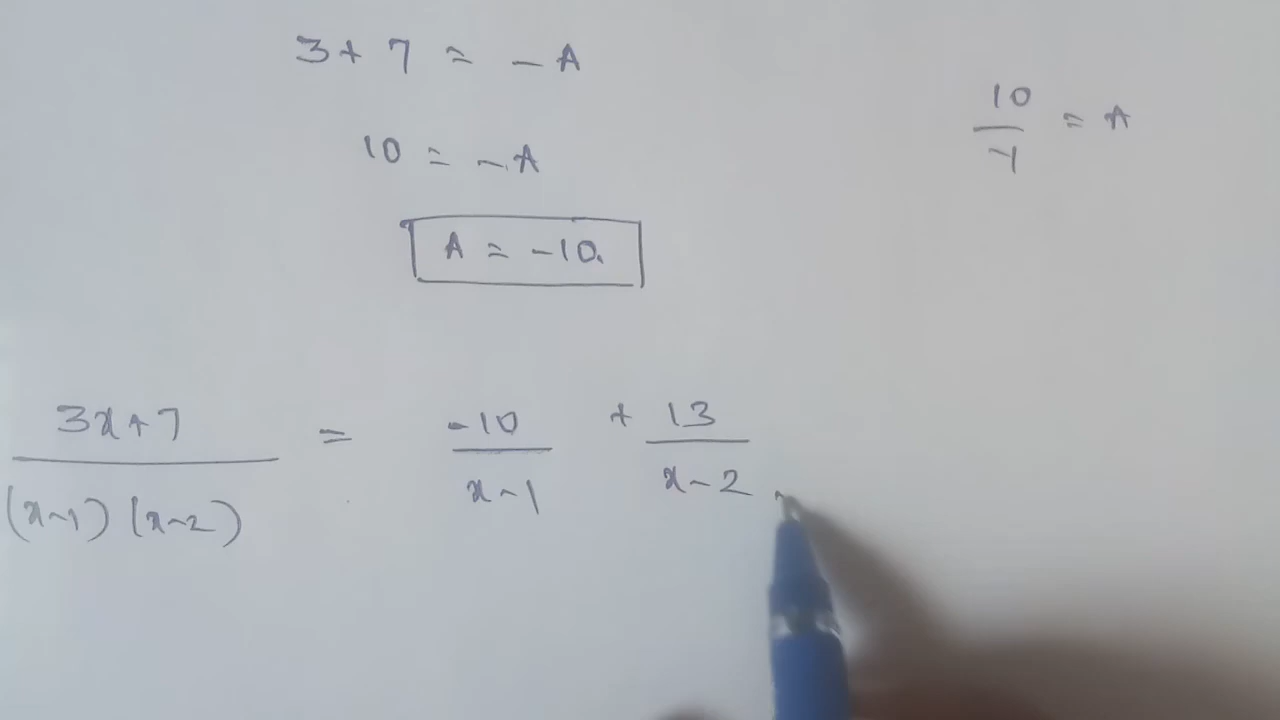 3 + 7 = - A
10 = - A
A = -10.
10/-1 = A
3x+7/(x-1)(x-2) = -10/x-1 + 13/x-2